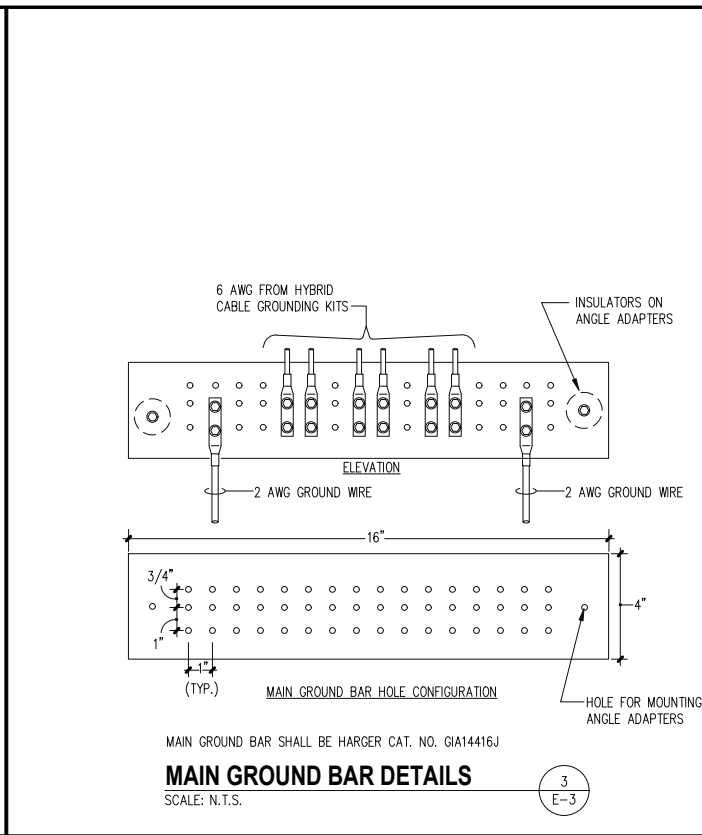 6 AWG FROM HYBRID
CABLE GROUNDING KITS
INSULATORS ON
ANGLE ADAPTERS
ELEVATION
2 AWG GROUND WIRE
2 AWG GROUND WIRE
16"
3/4"
4"
1"
1"
(TYP.)
MAIN GROUND BAR HOLE CONFIGURATION
HOLE FOR MOUNTING
ANGLE ADAPTERS
MAIN GROUND BAR SHALL BE HARGER CAT. NO. GIA14416J
MAIN GROUND BAR DETAILS
SCALE: N.T.S.
3
E-3